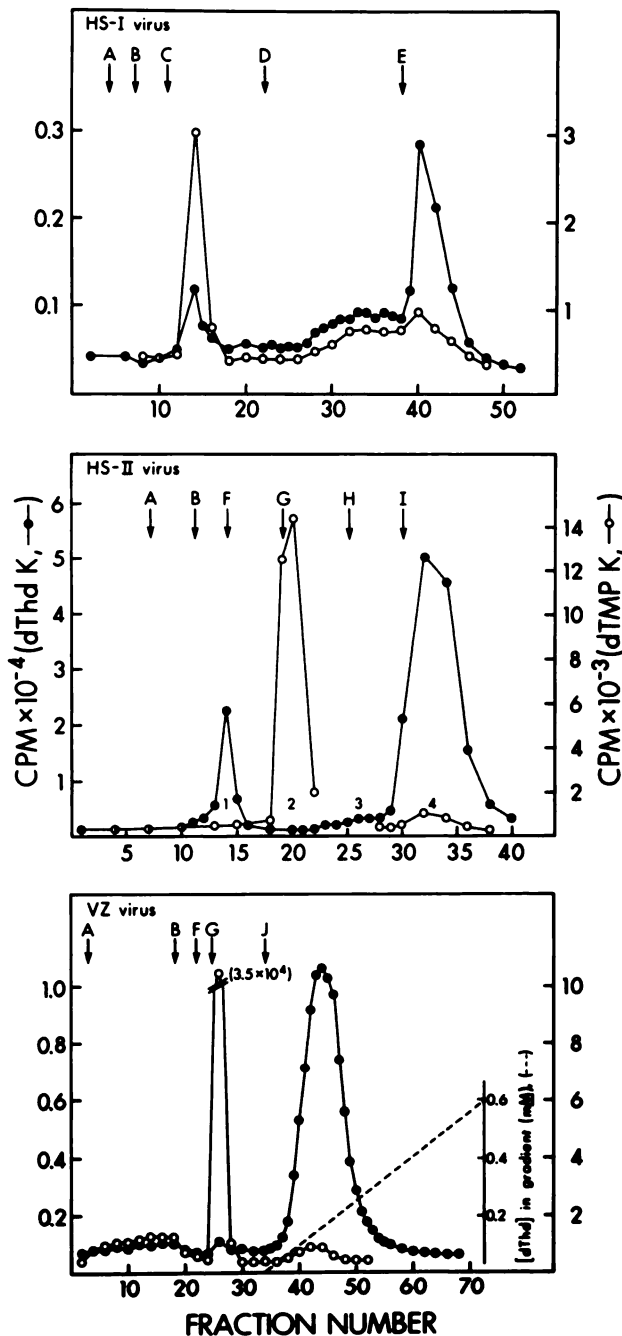 HS-I virus
A B C D E
0.3
0.2
0.1
3
2
1
10 20 30 40 50
HS-II virus
A B F G H I
6
5
4
3
2
1
14
12
10
8
6
4
2
1 2 3 4
5 10 15 20 25 30 35 40
CPM×10⁻⁴(dThd K, —●—)
CPM×10⁻³(dTMP K, —○—)
VZ virus
A B F G J
(3.5×10⁴)
1.0
0.8
0.6
0.4
0.2
10
8
6
4
2
0.6
0.4
0.2
[dThd] in gradient (mM), (---)
10 20 30 40 50 60 70
FRACTION NUMBER